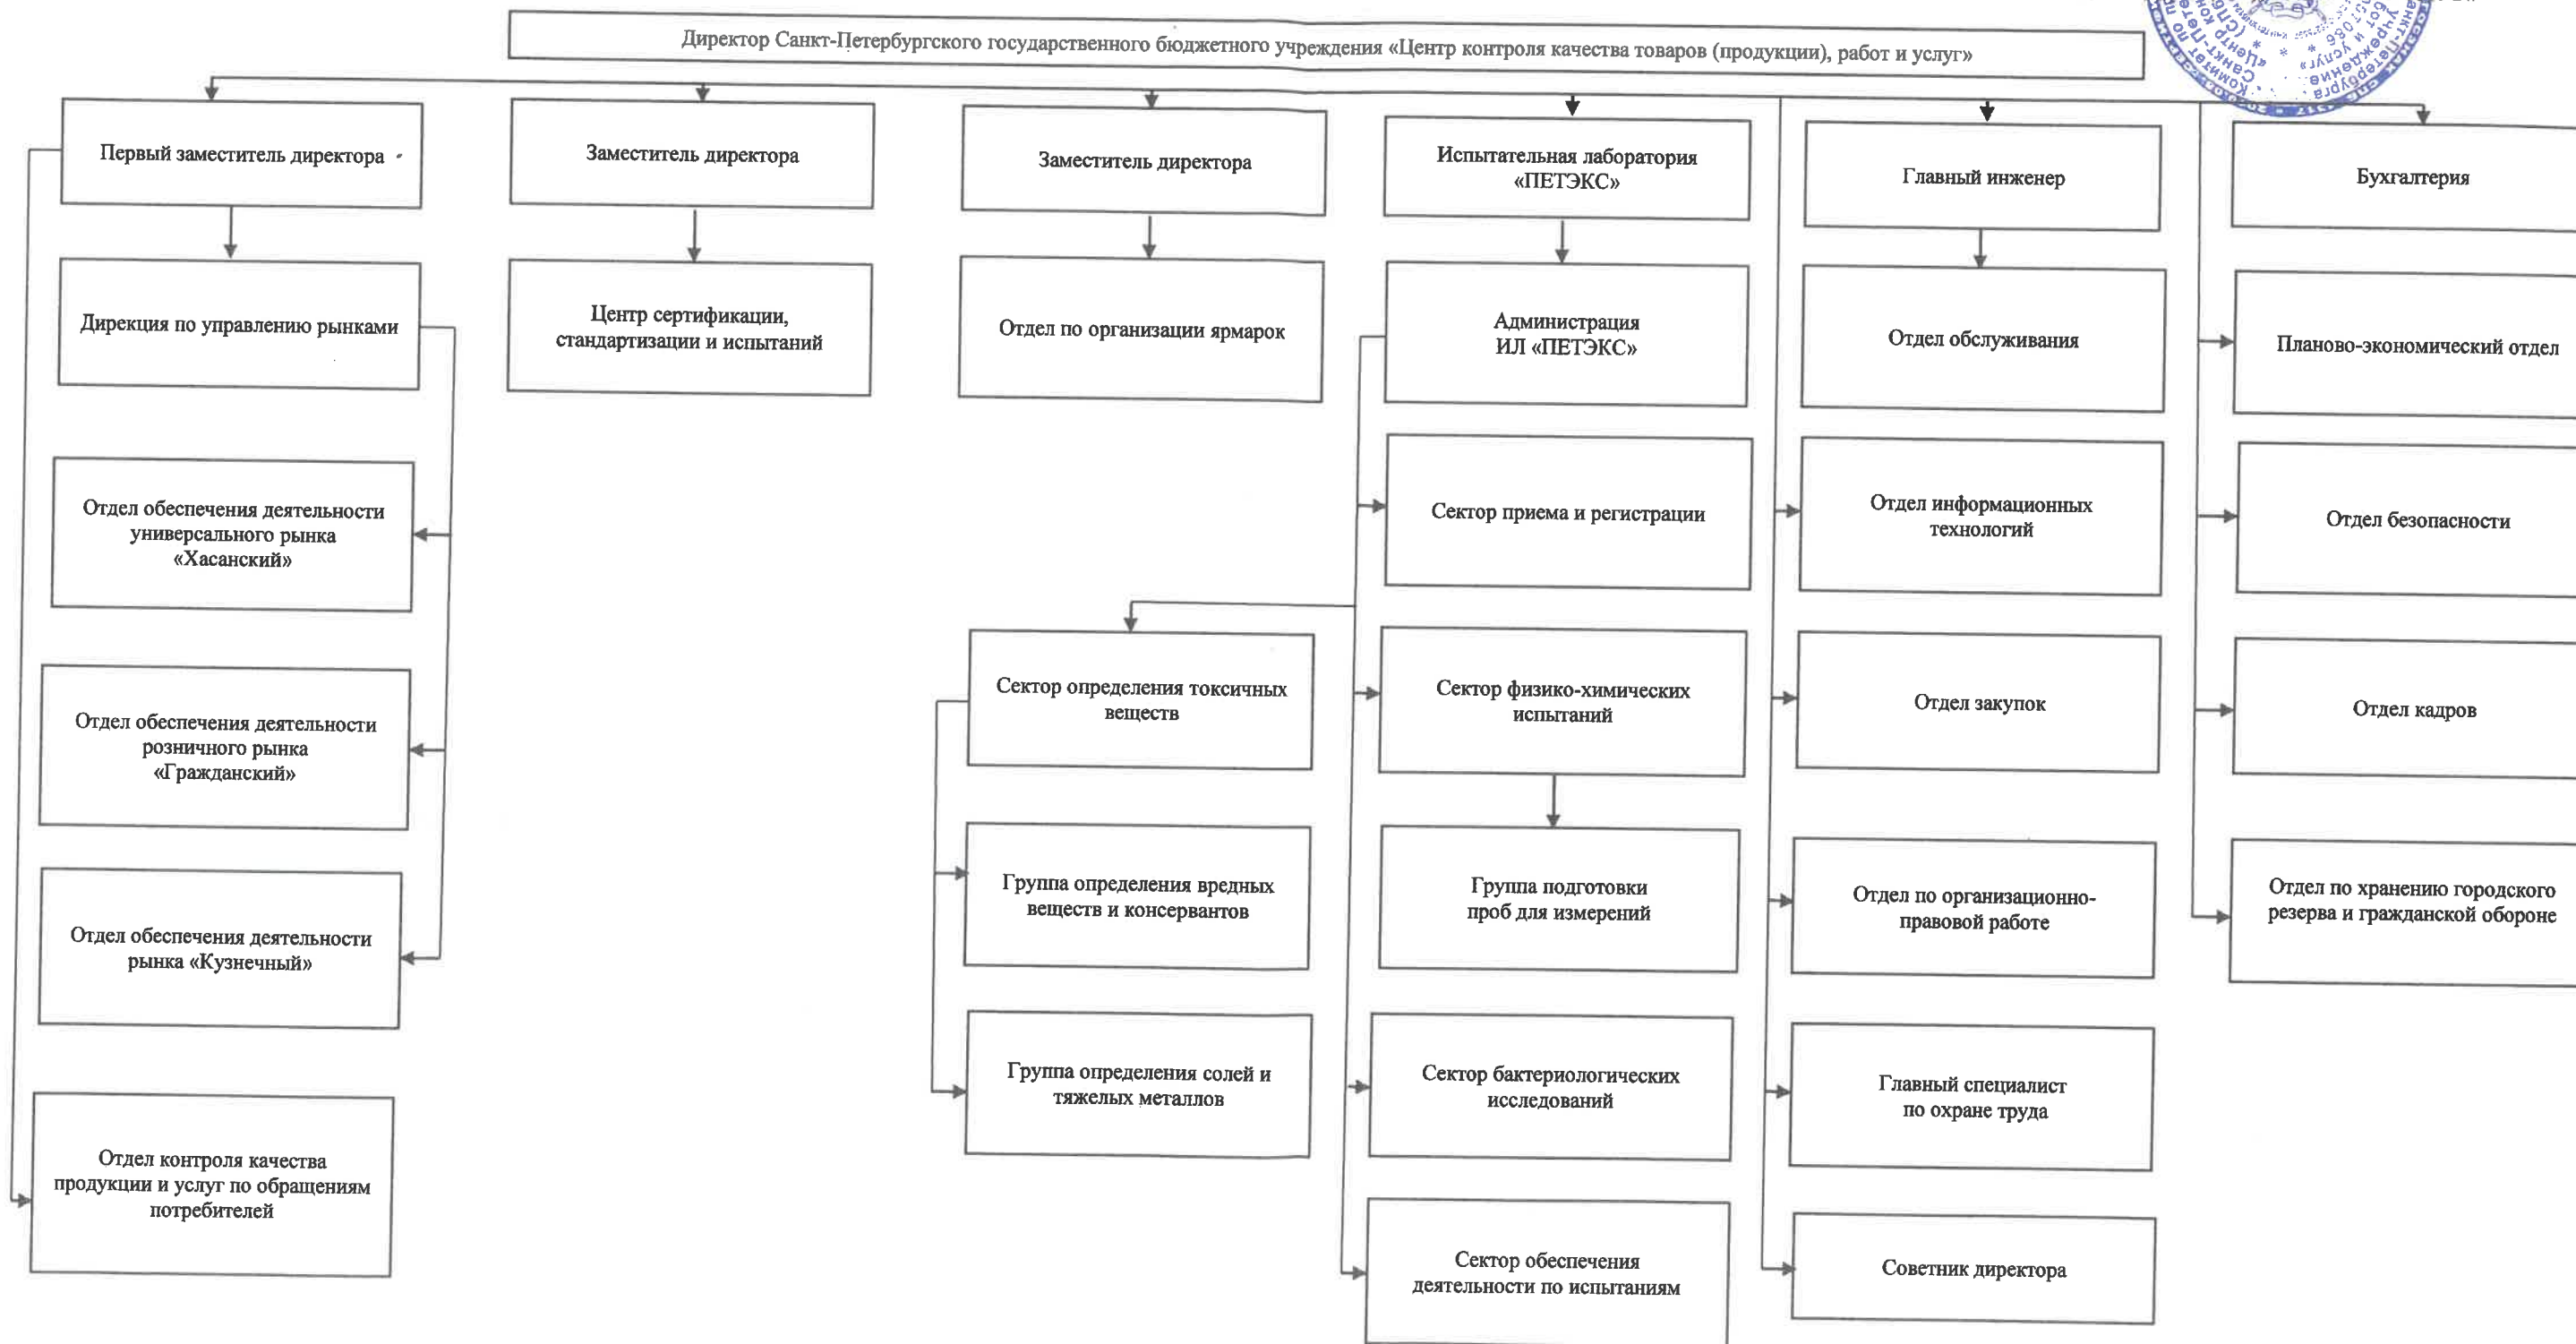 Директор Санкт-Петербургского государственного бюджетного учреждения «Центр контроля качества товаров (продукции), работ и услуг»
Первый заместитель директора
Заместитель директора
Заместитель директора
Испытательная лаборатория
«ПЕТЭКС»
Главный инженер
Бухгалтерия
Дирекция по управлению рынками
Центр сертификации,
стандартизации и испытаний
Отдел по организации ярмарок
Администрация
ИЛ «ПЕТЭКС»
Отдел обслуживания
Планово-экономический отдел
Отдел обеспечения деятельности
универсального рынка
«Хасанский»
Сектор приема и регистрации
Отдел информационных
технологий
Отдел безопасности
Отдел обеспечения деятельности
розничного рынка
«Гражданский»
Сектор определения токсичных
веществ
Сектор физико-химических
испытаний
Отдел закупок
Отдел кадров
Отдел обеспечения деятельности
рынка «Кузнечный»
Группа определения вредных
веществ и консервантов
Группа подготовки
проб для измерений
Отдел по организационно-
правовой работе
Отдел по хранению городского
резерва и гражданской обороне
Отдел контроля качества
продукции и услуг по обращениям
потребителей
Группа определения солей и
тяжелых металлов
Сектор бактериологических
исследований
Главный специалист
по охране труда
Сектор обеспечения
деятельности по испытаниям
Советник директора